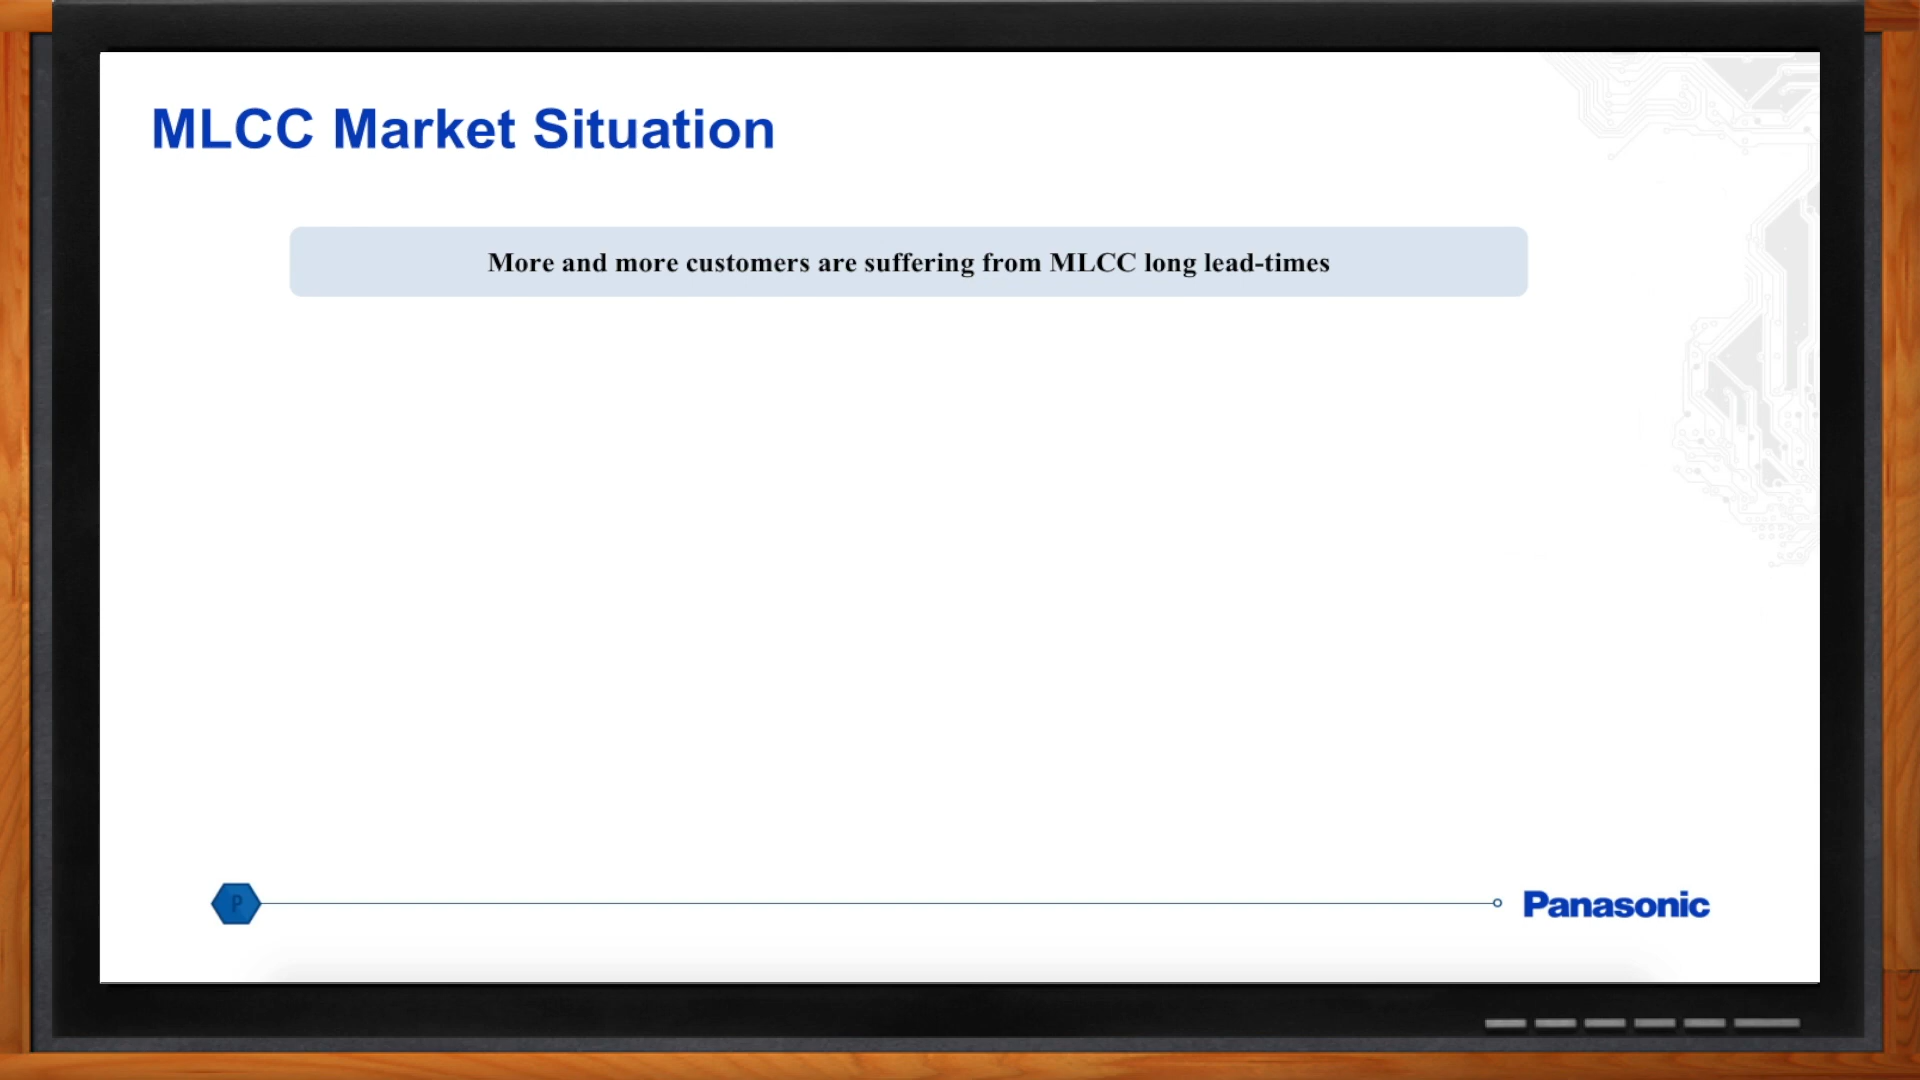 MLCC Market Situation
More and more customers are suffering from MLCC long lead-times
P
Panasonic